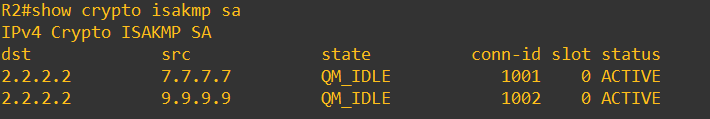 R2#show crypto isakmp sa
IPv4 Crypto ISAKMP SA
dst src state conn-id slot status
2.2.2.2 7.7.7.7 QM_IDLE 1001 0 ACTIVE
2.2.2.2 9.9.9.9 QM_IDLE 1002 0 ACTIVE